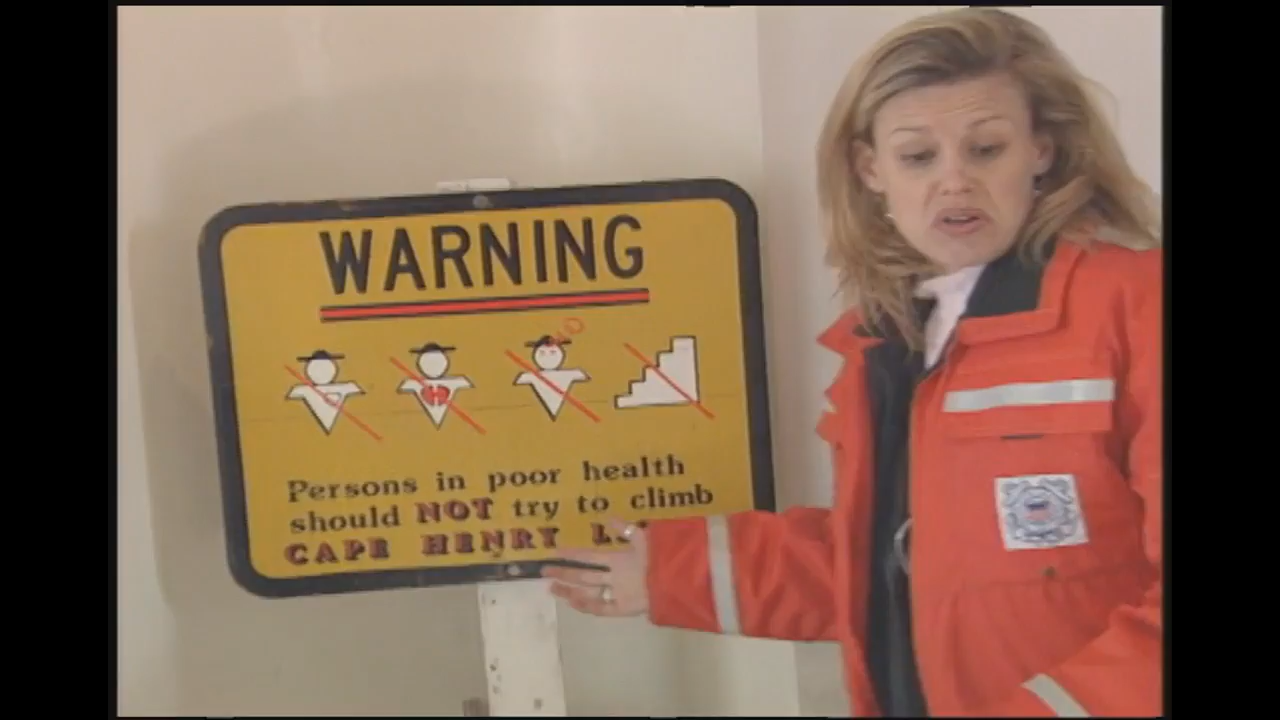 WARNING
Persons in poor health
should NOT try to climb
CAPE HENRY